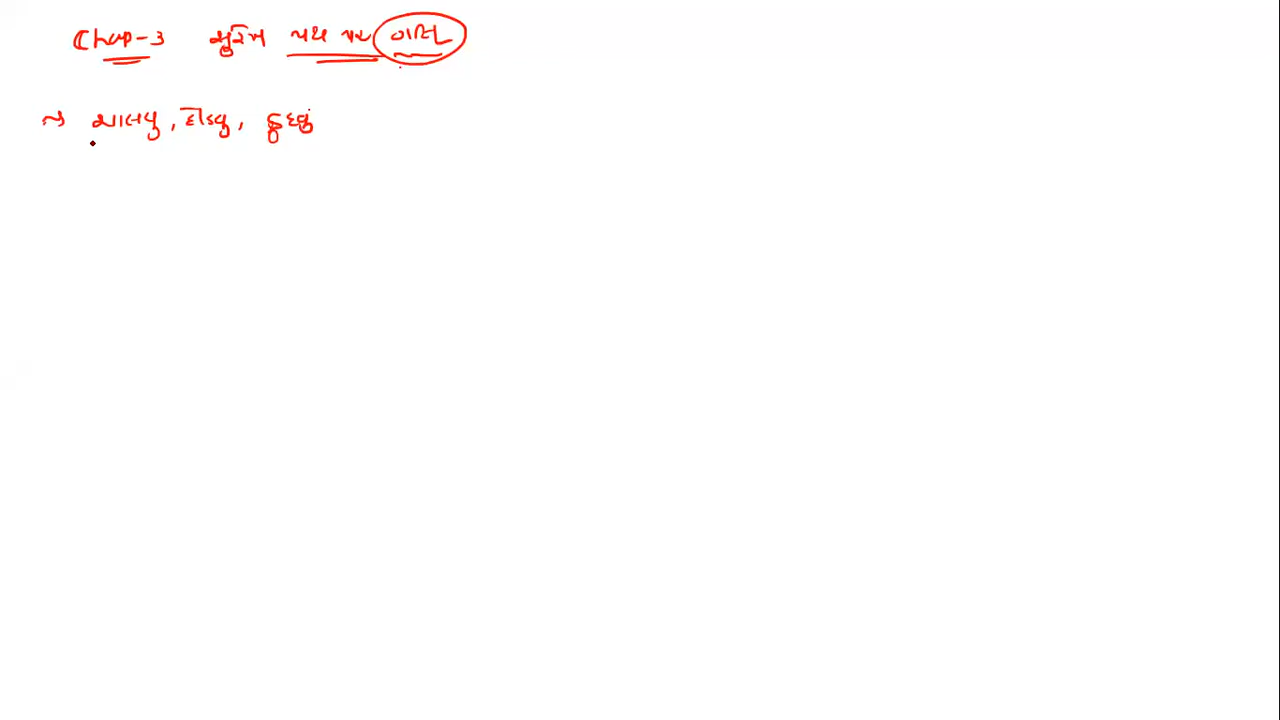 Chap-3 સુરેખ પથ પર ગતિ
→ ચાલવુ, દોડવુ, કુદવું